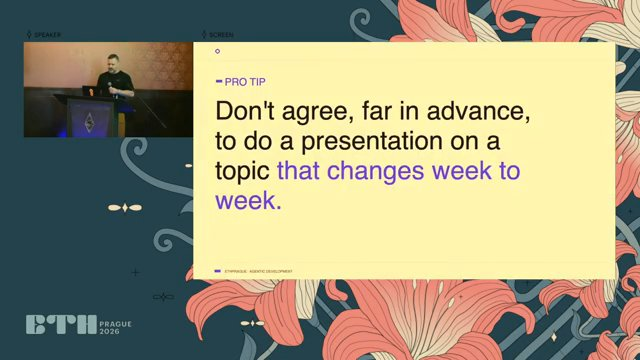 SPEAKER
SCREEN
PRO TIP
Don't agree, far in advance,
to do a presentation on a
topic that changes week to
week.
ETHPRAGUE · AGENTIC DEVELOPMENT
ETH PRAGUE
2026